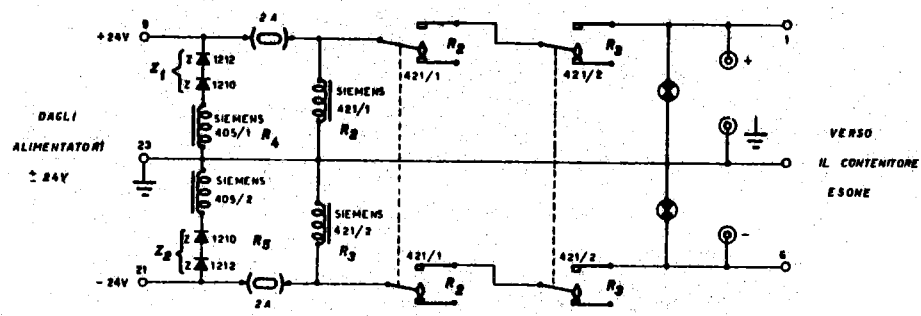 9
2A
+24V
Z 1212
Z1
Z 1210
SIEMENS
405/1
R4
SIEMENS
421/1
R2
421/1
R2
421/2
R3
1
+
DAGLI
ALIMENTATORI
± 24V
23
SIEMENS
405/2
SIEMENS
421/2
R3
VERSO
IL CONTENITORE
ESONE
Z 1210
R5
Z2
Z 1212
21
-24V
2A
421/1
R2
421/2
R3
-
6